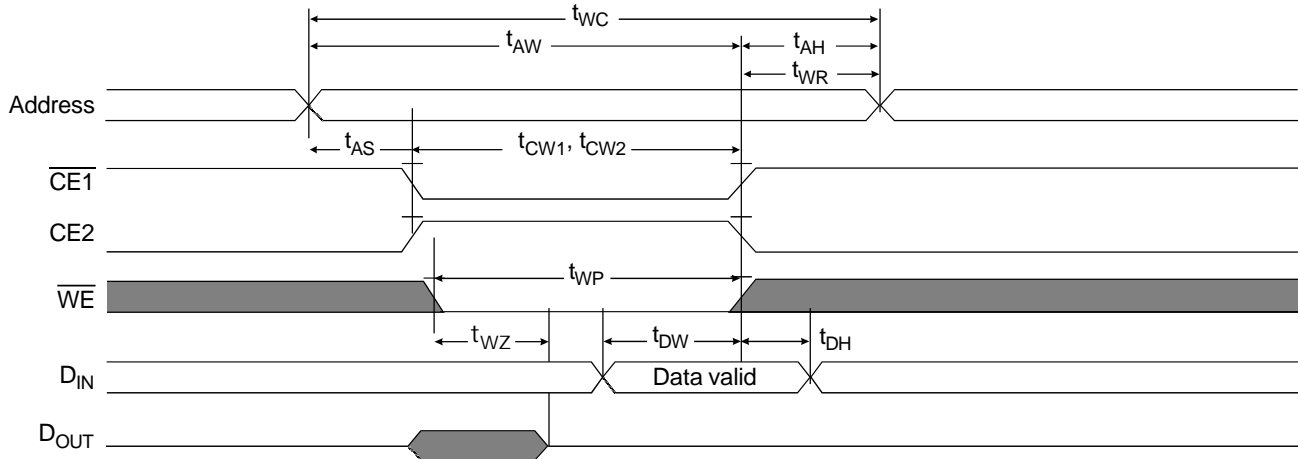 tWC
tAW tAH
tWR
Address
tAS tCW1, tCW2
CE1
CE2
tWP
WE
tWZ tDW tDH
DIN Data valid
DOUT